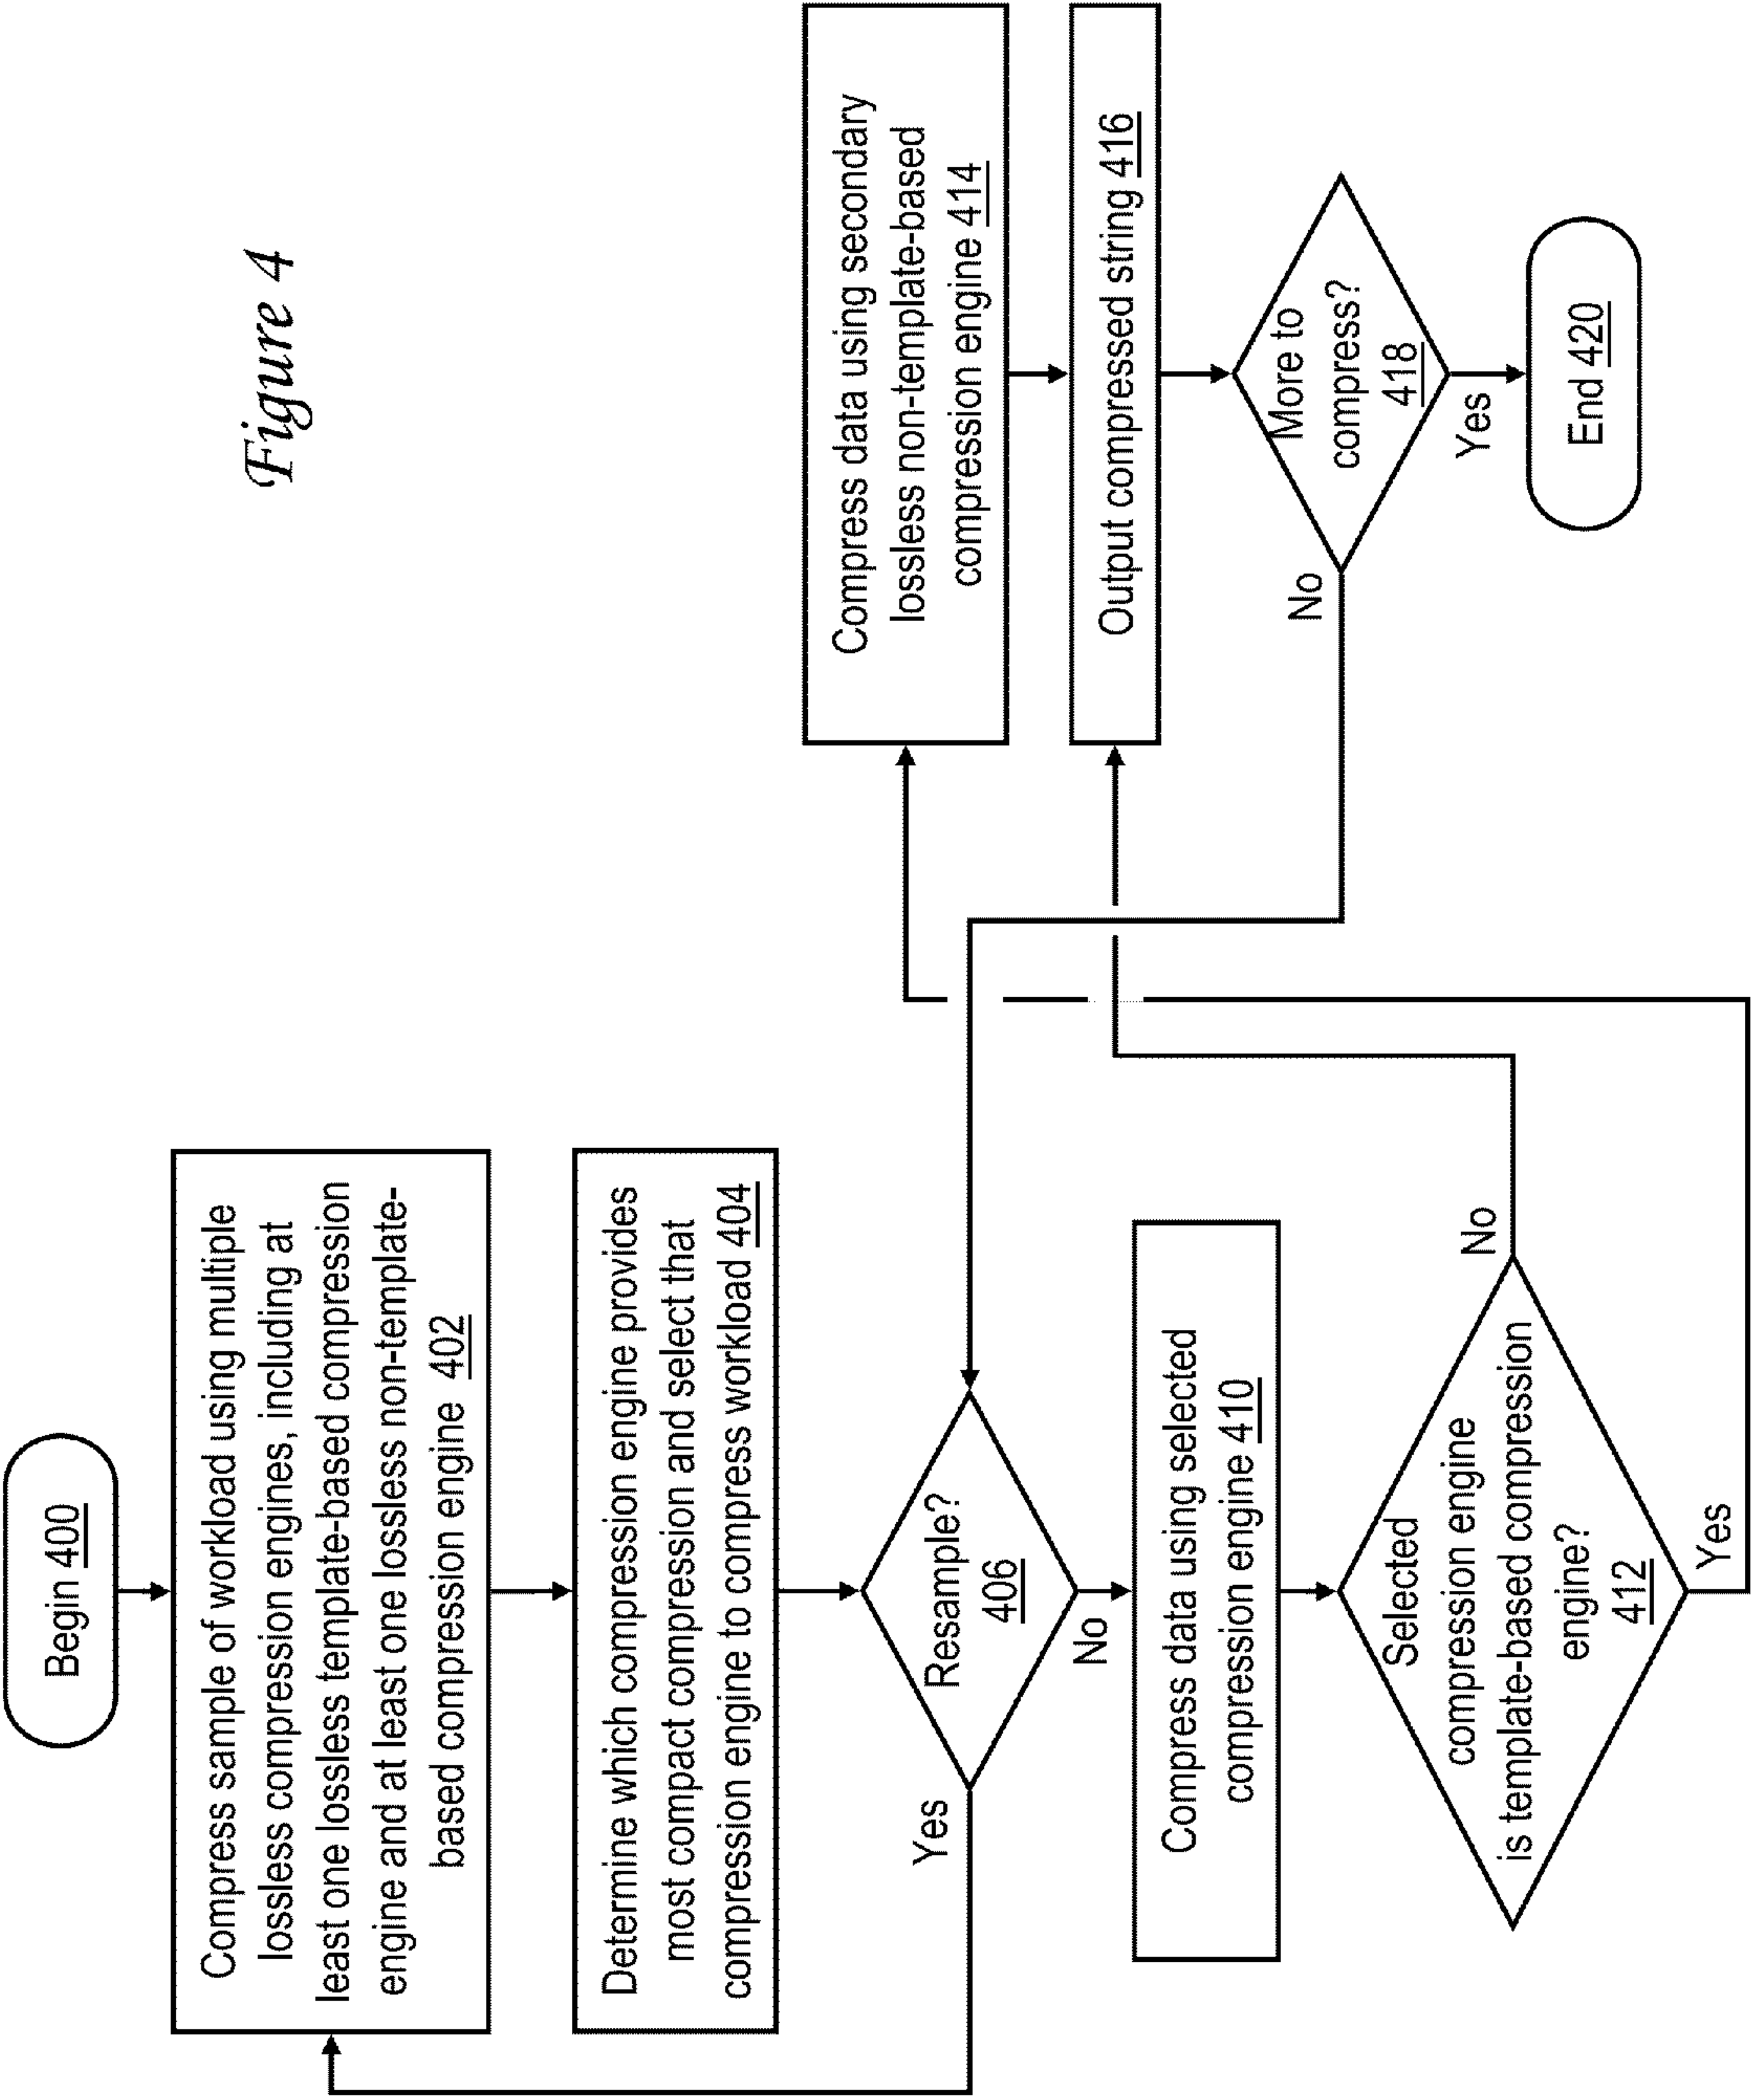 Figure 4
Begin 400
Compress sample of workload using multiple
lossless compression engines, including at
least one lossless template-based compression
engine and at least one lossless non-template-
based compression engine 402
Determine which compression engine provides
most compact compression and select that
compression engine to compress workload 404
Resample?
406
Yes
No
Compress data using selected
compression engine 410
Selected
compression engine
is template-based compression
engine?
412
No
Yes
Compress data using secondary
lossless non-template-based
compression engine 414
Output compressed string 416
More to
compress?
418
No
Yes
End 420